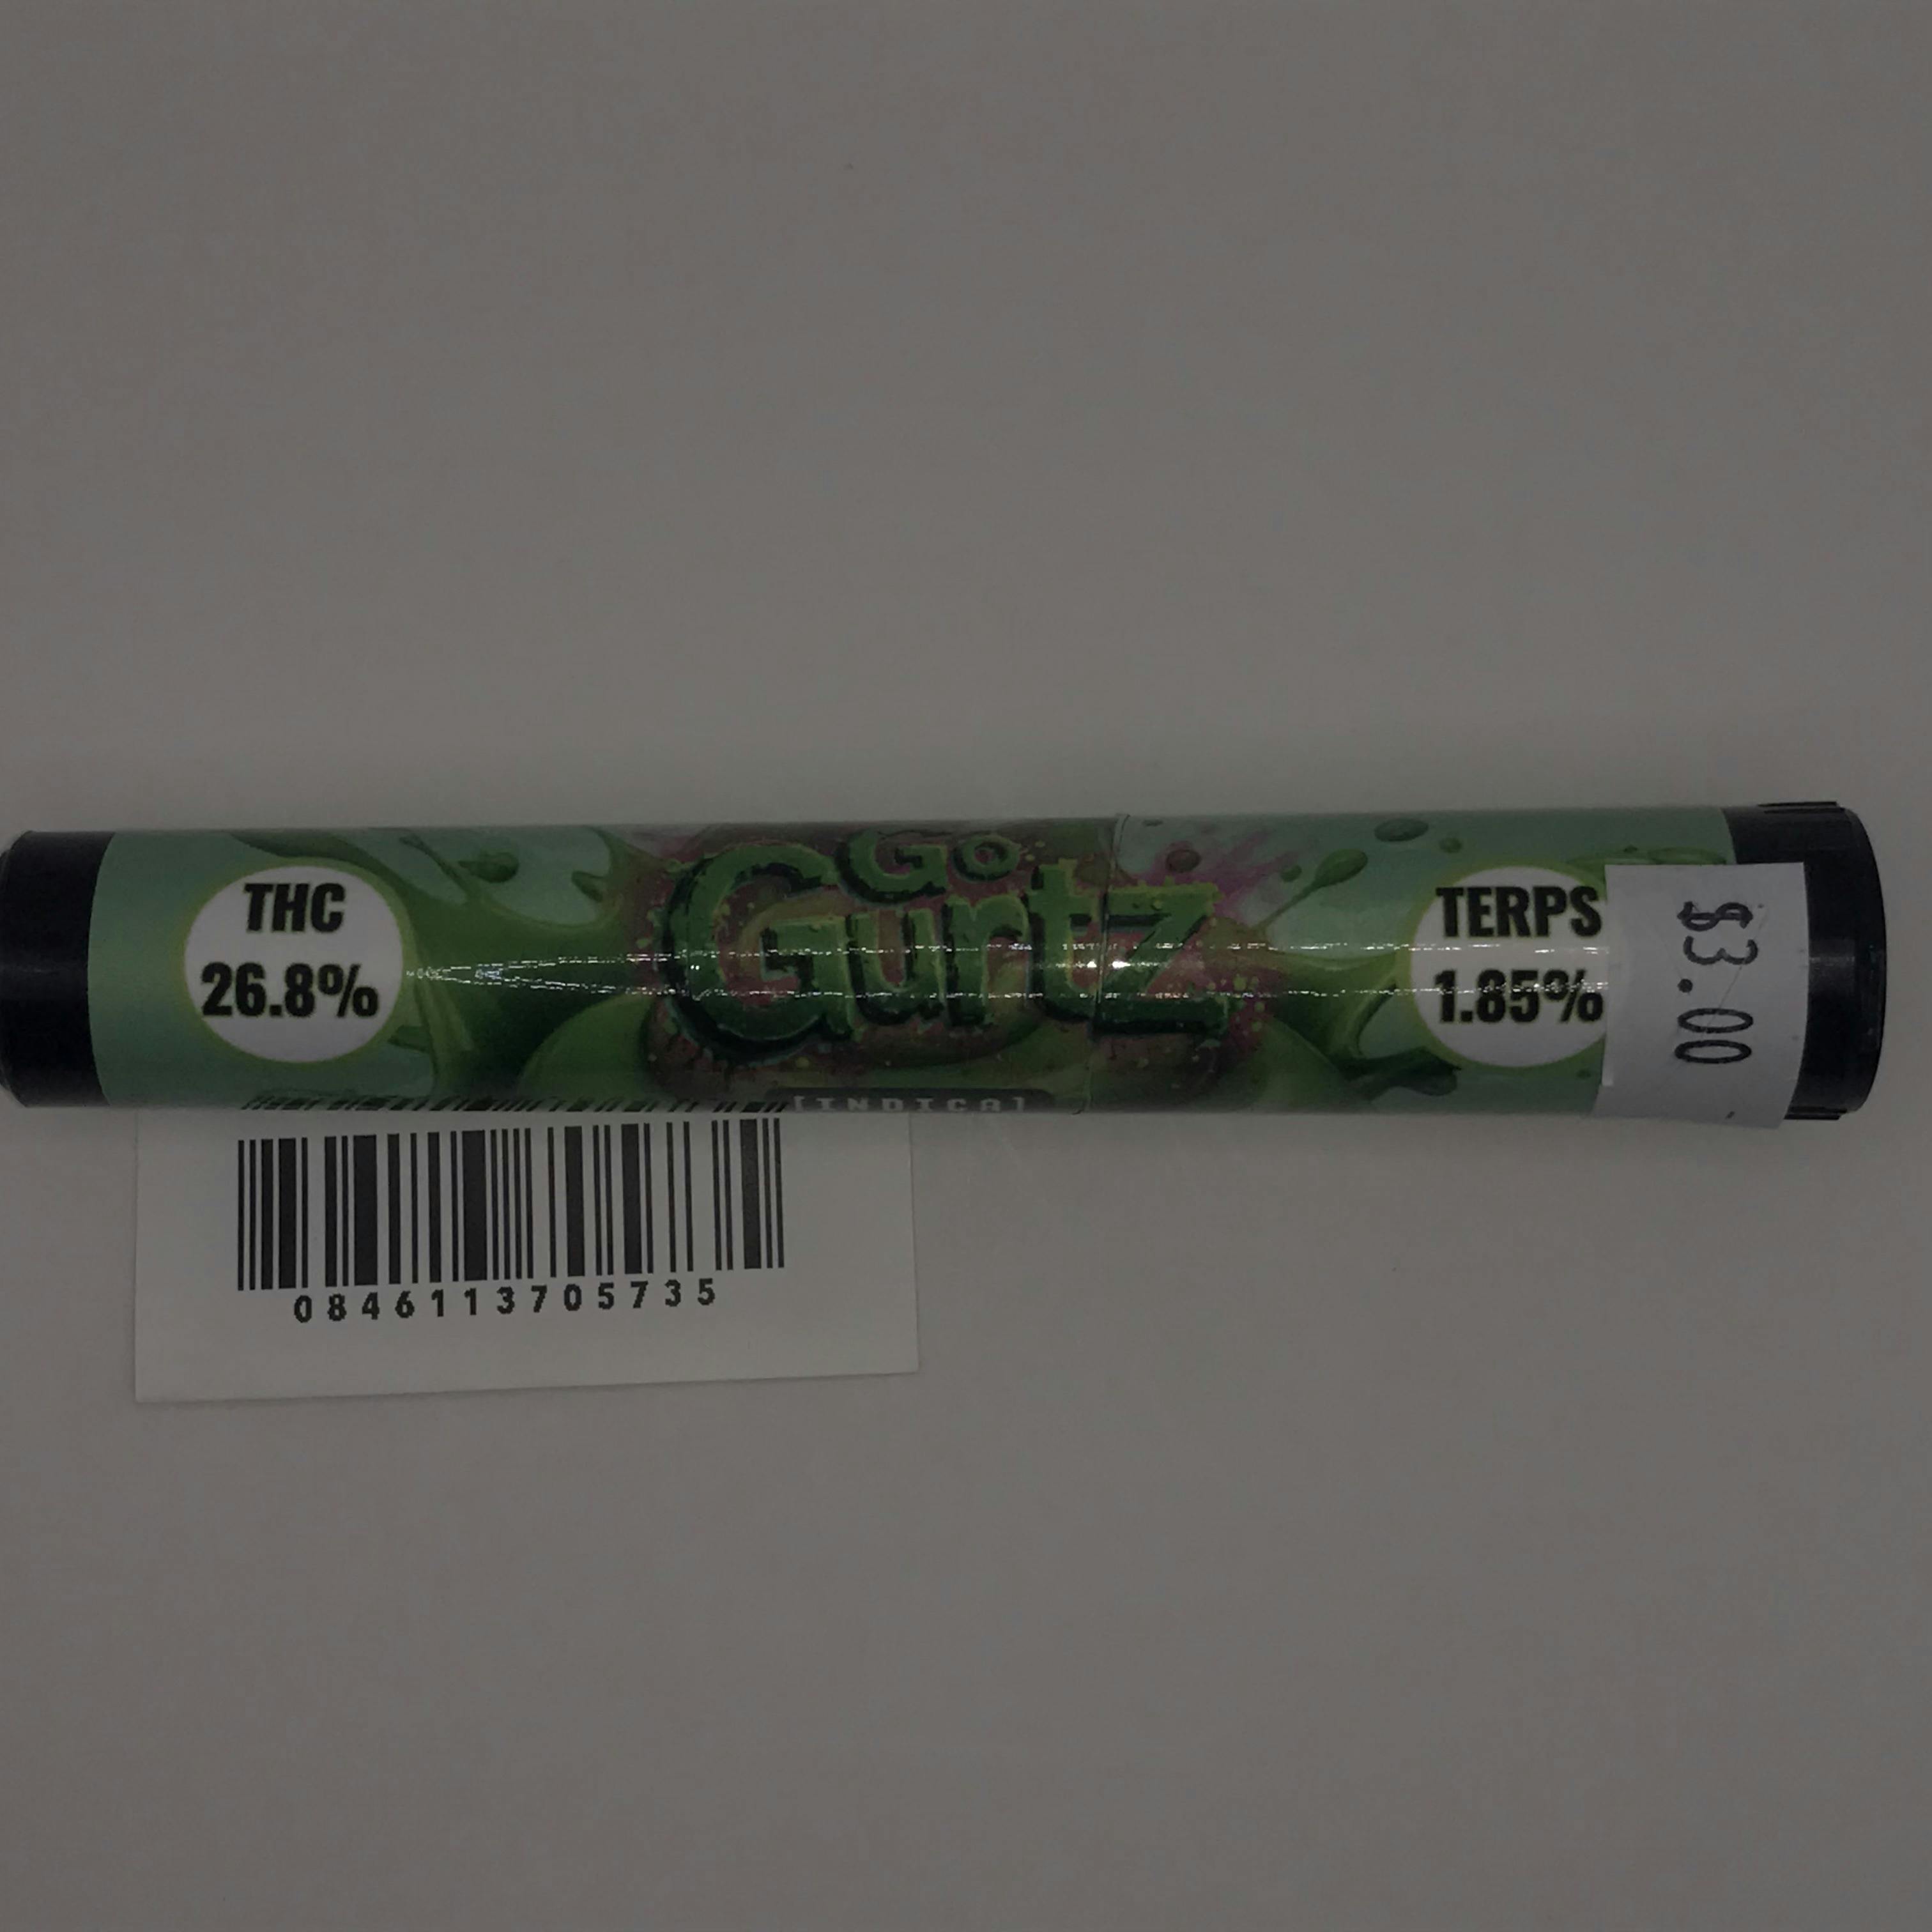 THC
26.8%
Go
Gurtz
[INDICA]
TERPS
1.85%
$3.00
0846113705735